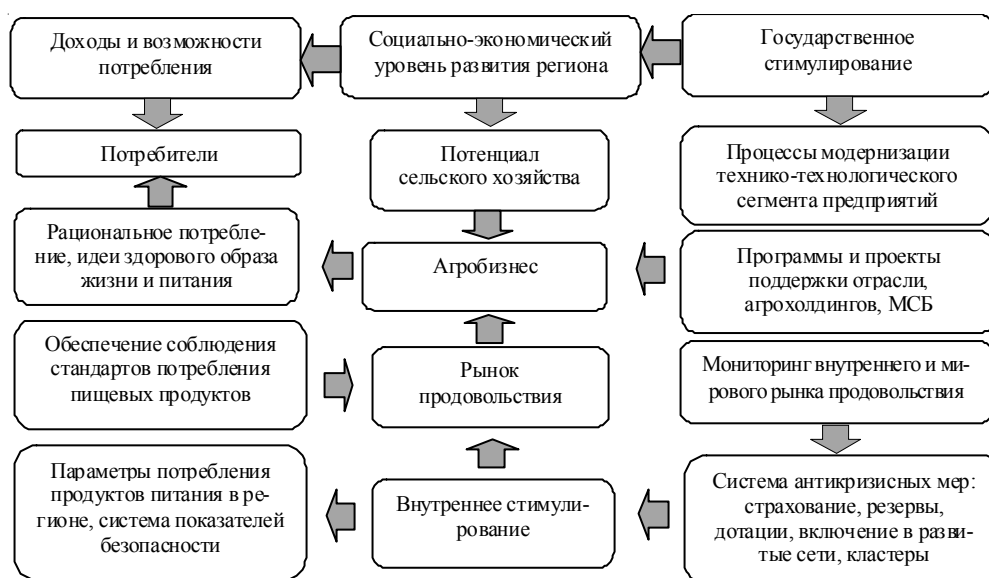 Доходы и возможности
потребления
Социально-экономический
уровень развития региона
Государственное
стимулирование
Потребители
Потенциал
сельского хозяйства
Процессы модернизации
технико-технологического
сегмента предприятий
Рациональное потребле-
ние, идеи здорового образа
жизни и питания
Агробизнес
Программы и проекты
поддержки отрасли,
агрохолдингов, МСБ
Обеспечение соблюдения
стандартов потребления
пищевых продуктов
Рынок
продовольствия
Мониторинг внутреннего и ми-
рового рынка продовольствия
Параметры потребления
продуктов питания в ре-
гионе, система показателей
безопасности
Внутреннее стимули-
рование
Система антикризисных мер:
страхование, резервы,
дотации, включение в разви-
тые сети, кластеры